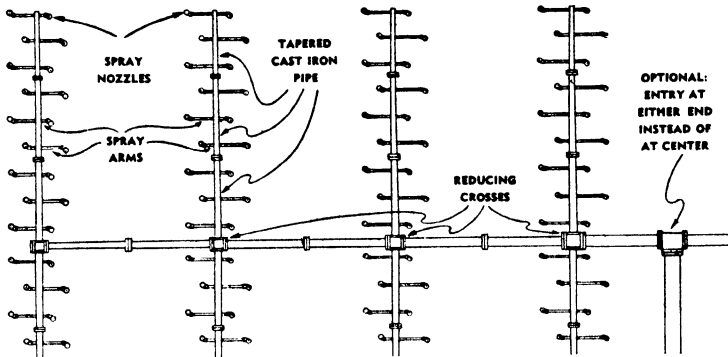 SPRAY
NOZZLES
TAPERED
CAST IRON
PIPE
SPRAY
ARMS
REDUCING
CROSSES
OPTIONAL:
ENTRY AT
EITHER END
INSTEAD OF
AT CENTER